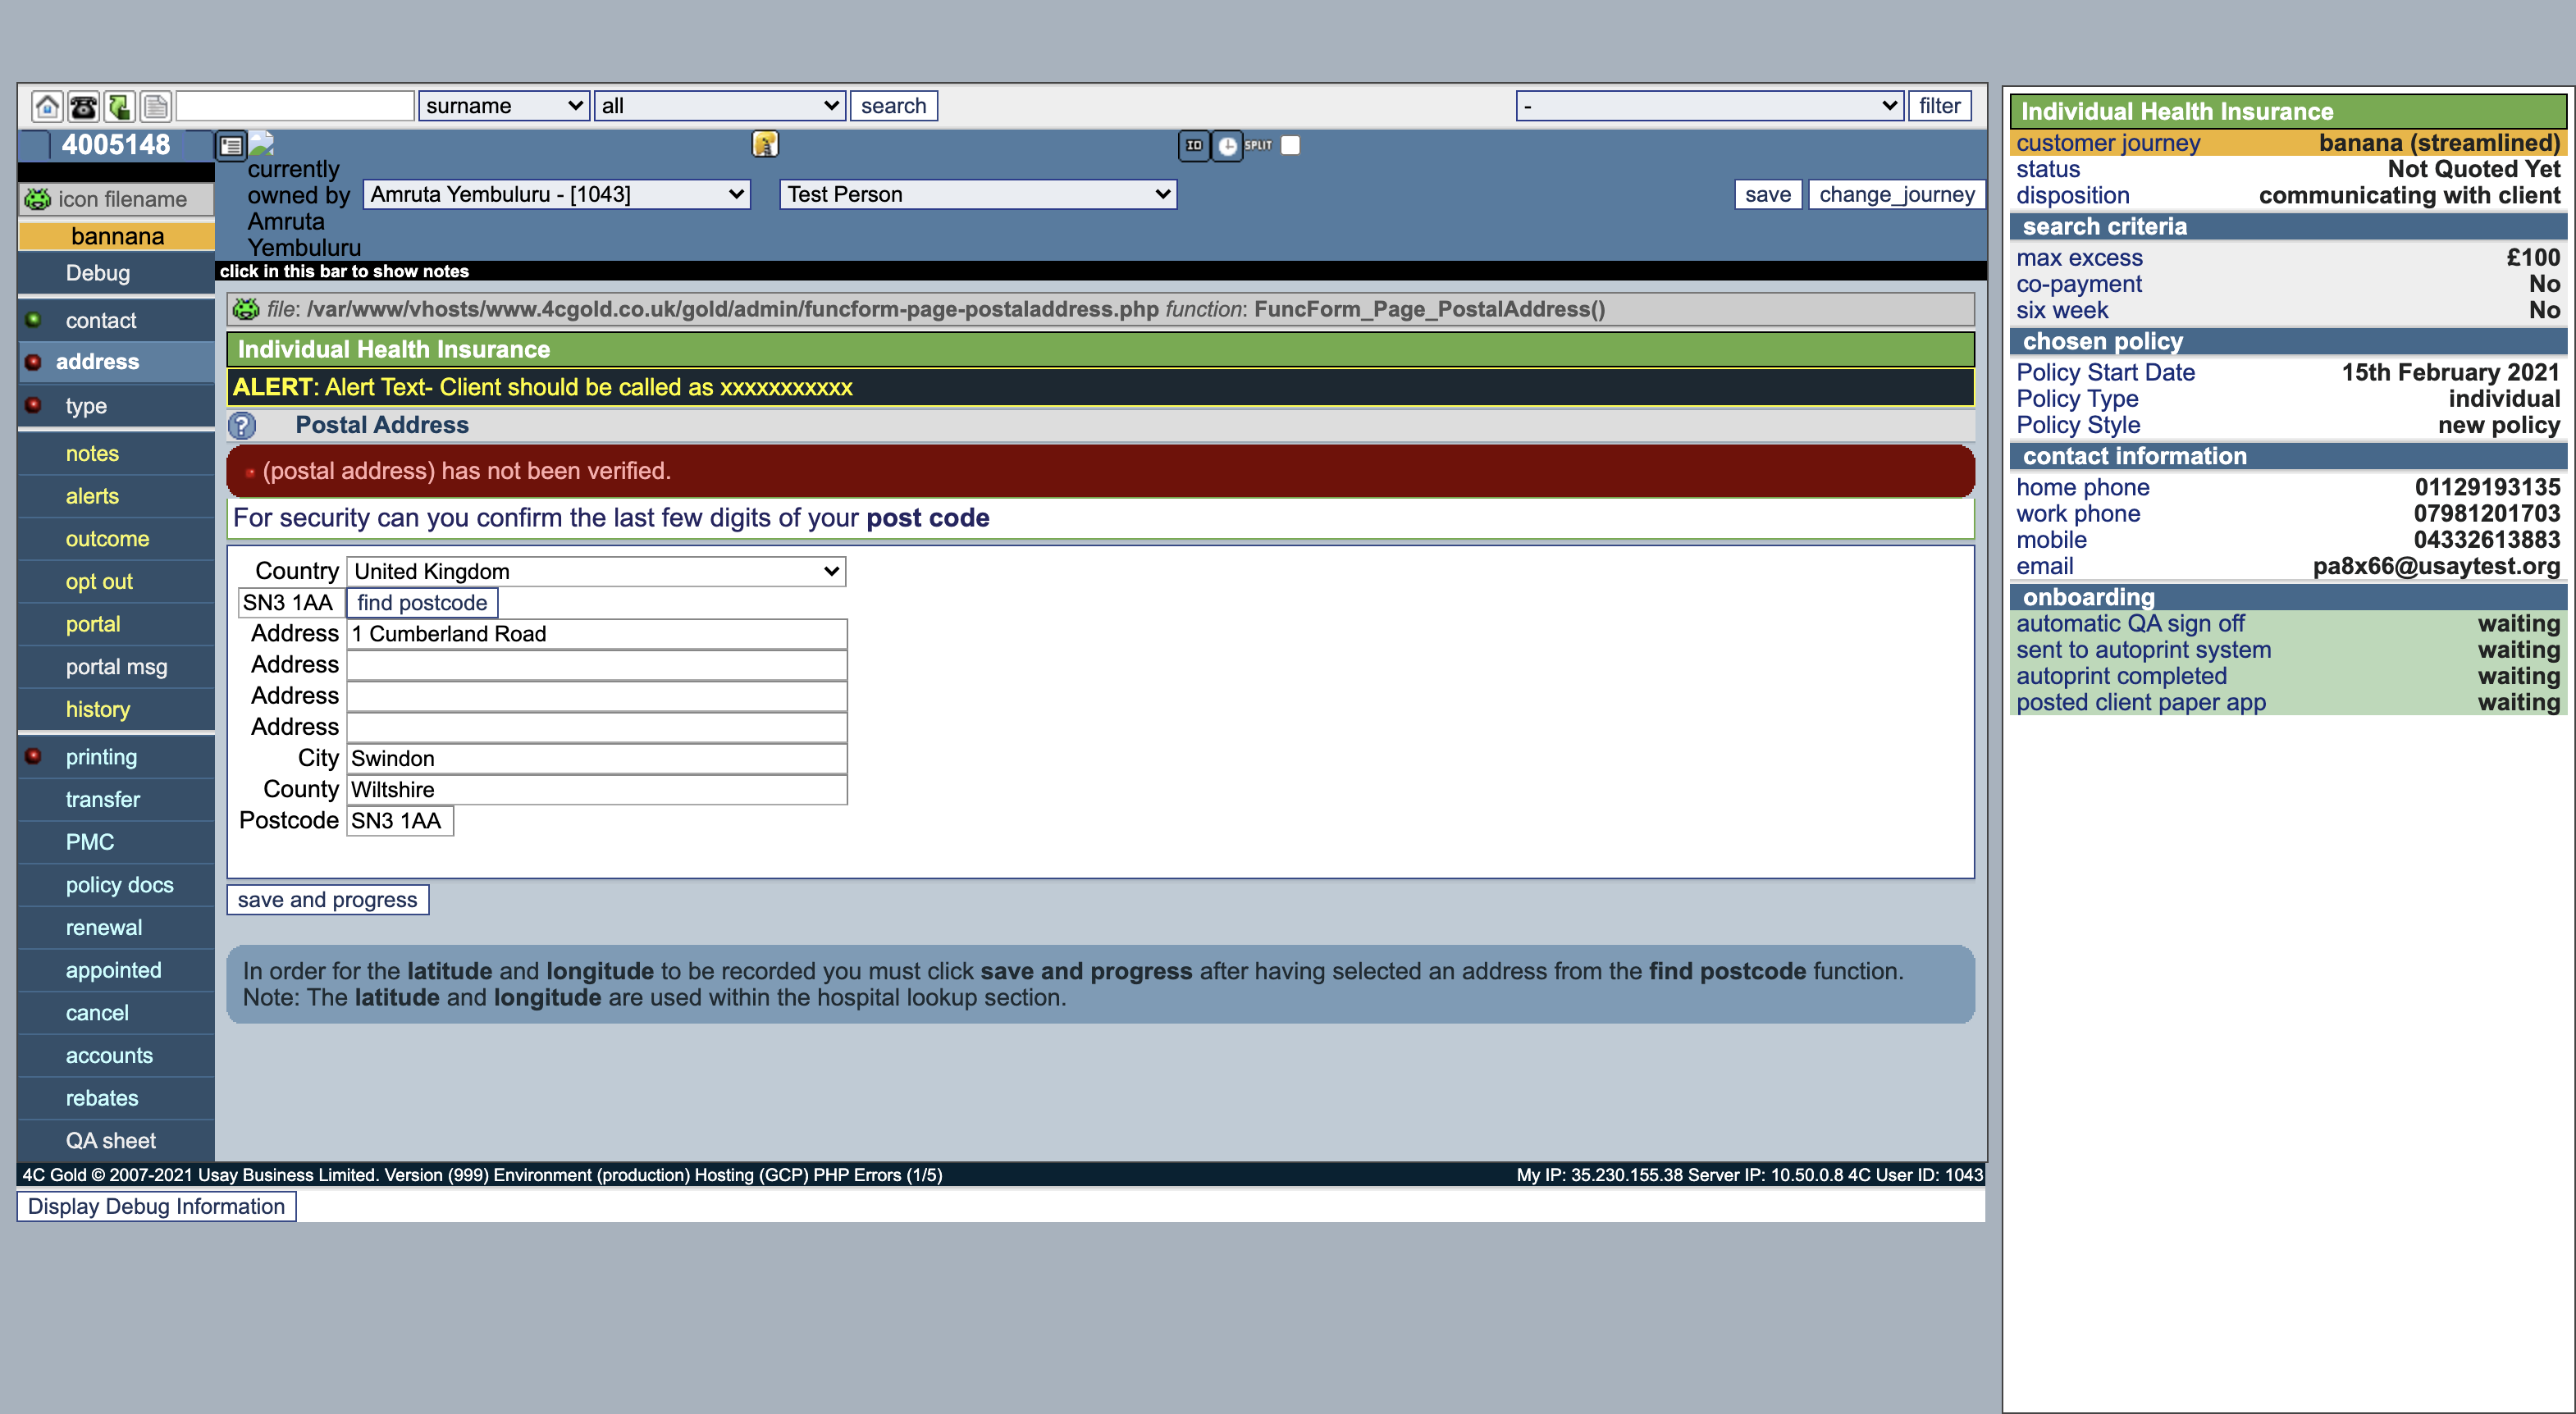 surname all search - filter
4005148 ID SPLIT
currently owned by Amruta Yembuluru
Amruta Yembuluru - [1043] Test Person save change_journey
icon filename
bannana
Debug
contact
address
type
notes
alerts
outcome
opt out
portal
portal msg
history
printing
transfer
PMC
policy docs
renewal
appointed
cancel
accounts
rebates
QA sheet
click in this bar to show notes
file: /var/www/vhosts/www.4cgold.co.uk/gold/admin/funcform-page-postaladdress.php function: FuncForm_Page_PostalAddress()
Individual Health Insurance
ALERT: Alert Text- Client should be called as xxxxxxxxxxx
? Postal Address
(postal address) has not been verified.
For security can you confirm the last few digits of your post code
Country United Kingdom
SN3 1AA find postcode
Address 1 Cumberland Road
Address
Address
Address
City Swindon
County Wiltshire
Postcode SN3 1AA
save and progress
In order for the latitude and longitude to be recorded you must click save and progress after having selected an address from the find postcode function.
Note: The latitude and longitude are used within the hospital lookup section.
4C Gold © 2007-2021 Usay Business Limited. Version (999) Environment (production) Hosting (GCP) PHP Errors (1/5) My IP: 35.230.155.38 Server IP: 10.50.0.8 4C User ID: 1043
Display Debug Information
Individual Health Insurance
customer journey banana (streamlined)
status Not Quoted Yet
disposition communicating with client
search criteria
max excess £100
co-payment No
six week No
chosen policy
Policy Start Date 15th February 2021
Policy Type individual
Policy Style new policy
contact information
home phone 01129193135
work phone 07981201703
mobile 04332613883
email pa8x66@usaytest.org
onboarding
automatic QA sign off waiting
sent to autoprint system waiting
autoprint completed waiting
posted client paper app waiting